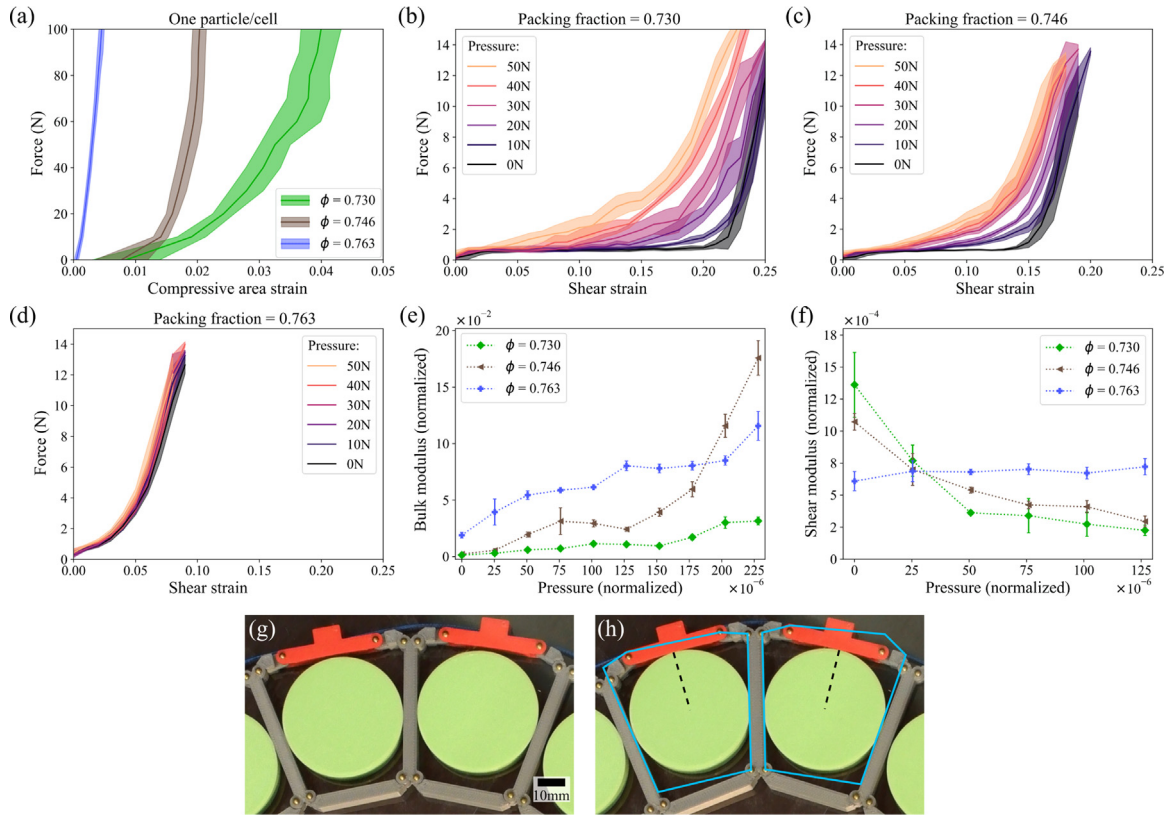 (a)
One particle/cell
Force (N)
100
80
60
40
20
0
0.00
0.01
0.02
0.03
0.04
0.05
Compressive area strain
ϕ = 0.730
ϕ = 0.746
ϕ = 0.763
(b)
Packing fraction = 0.730
Force (N)
14
12
10
8
6
4
2
0
0.00
0.05
0.10
0.15
0.20
0.25
Shear strain
Pressure:
50N
40N
30N
20N
10N
0N
(c)
Packing fraction = 0.746
Force (N)
14
12
10
8
6
4
2
0
0.00
0.05
0.10
0.15
0.20
0.25
Shear strain
Pressure:
50N
40N
30N
20N
10N
0N
(d)
Packing fraction = 0.763
Force (N)
14
12
10
8
6
4
2
0
0.00
0.05
0.10
0.15
0.20
0.25
Shear strain
Pressure:
50N
40N
30N
20N
10N
0N
(e)
×10⁻²
Bulk modulus (normalized)
20
15
10
5
0
0
25
50
75
100
125
150
175
200
225
Pressure (normalized)
×10⁻⁶
ϕ = 0.730
ϕ = 0.746
ϕ = 0.763
(f)
×10⁻⁴
Shear modulus (normalized)
18
15
12
10
8
5
2
0
0
25
50
75
100
125
Pressure (normalized)
×10⁻⁶
ϕ = 0.730
ϕ = 0.746
ϕ = 0.763
(g)
10mm
(h)